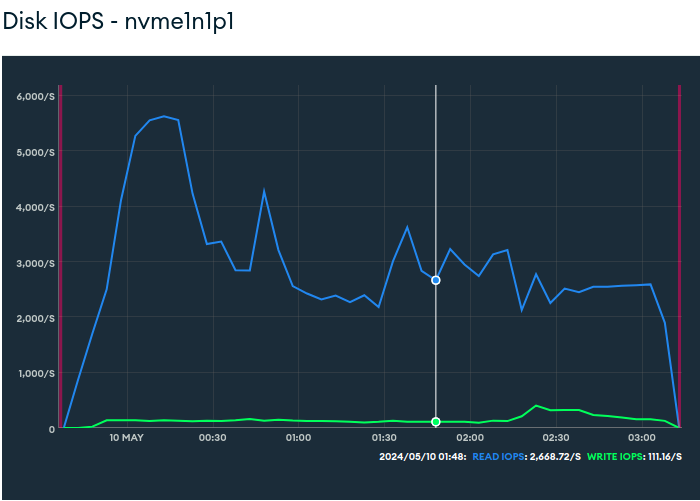 Disk IOPS - nvme1n1p1
6,000/S
5,000/S
4,000/S
3,000/S
2,000/S
1,000/S
0
10 MAY 00:30 01:00 01:30 02:00 02:30 03:00
2024/05/10 01:48: READ IOPS: 2,668.72/S WRITE IOPS: 111.16/S